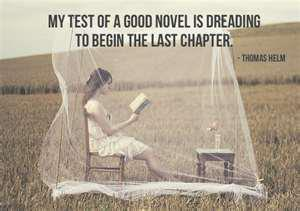 MY TEST OF A GOOD NOVEL IS DREADING
TO BEGIN THE LAST CHAPTER.
- THOMAS HELM